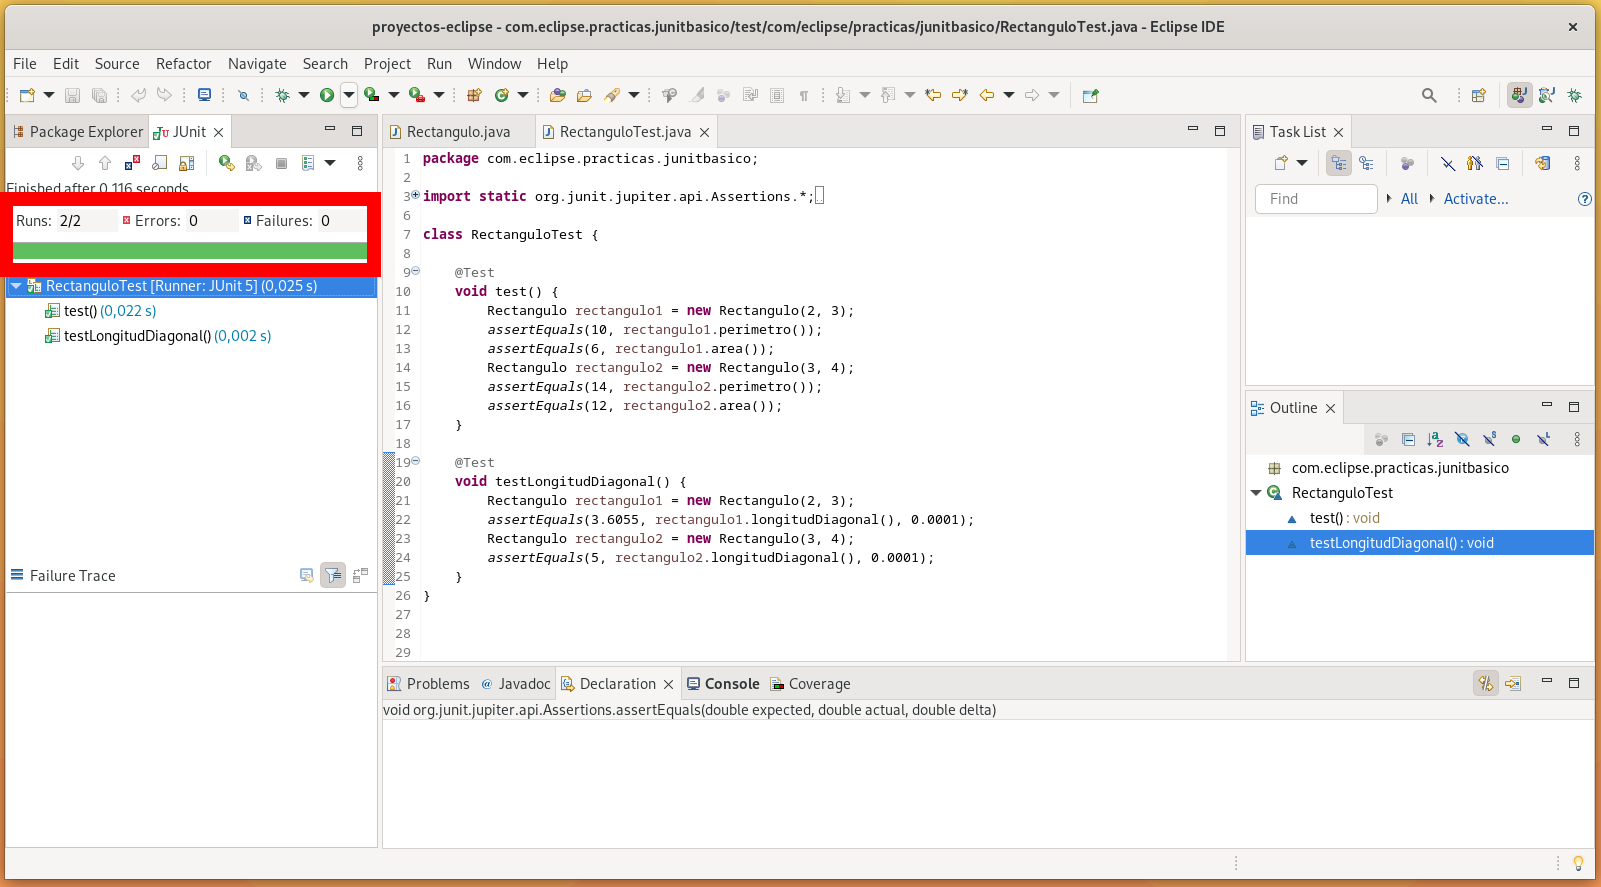 proyectos-eclipse - com.eclipse.practicas.junitbasico/test/com/eclipse/practicas/junitbasico/RectanguloTest.java - Eclipse IDE
File Edit Source Refactor Navigate Search Project Run Window Help
Package Explorer JUnit
Finished after 0,116 seconds
Runs: 2/2 Errors: 0 Failures: 0
RectanguloTest [Runner: JUnit 5] (0,025 s)
test() (0,022 s)
testLongitudDiagonal() (0,002 s)
Failure Trace
Rectangulo.java RectanguloTest.java
1 package com.eclipse.practicas.junitbasico;
2
3 import static org.junit.jupiter.api.Assertions.*;
6
7 class RectanguloTest {
8
9 @Test
10 void test() {
11 Rectangulo rectangulo1 = new Rectangulo(2, 3);
12 assertEquals(10, rectangulo1.perimetro());
13 assertEquals(6, rectangulo1.area());
14 Rectangulo rectangulo2 = new Rectangulo(3, 4);
15 assertEquals(14, rectangulo2.perimetro());
16 assertEquals(12, rectangulo2.area());
17 }
18
19 @Test
20 void testLongitudDiagonal() {
21 Rectangulo rectangulo1 = new Rectangulo(2, 3);
22 assertEquals(3.6055, rectangulo1.longitudDiagonal(), 0.0001);
23 Rectangulo rectangulo2 = new Rectangulo(3, 4);
24 assertEquals(5, rectangulo2.longitudDiagonal(), 0.0001);
25 }
26 }
27
28
29
Task List
Find All Activate...
Outline
com.eclipse.practicas.junitbasico
RectanguloTest
test() : void
testLongitudDiagonal() : void
Problems Javadoc Declaration Console Coverage
void org.junit.jupiter.api.Assertions.assertEquals(double expected, double actual, double delta)